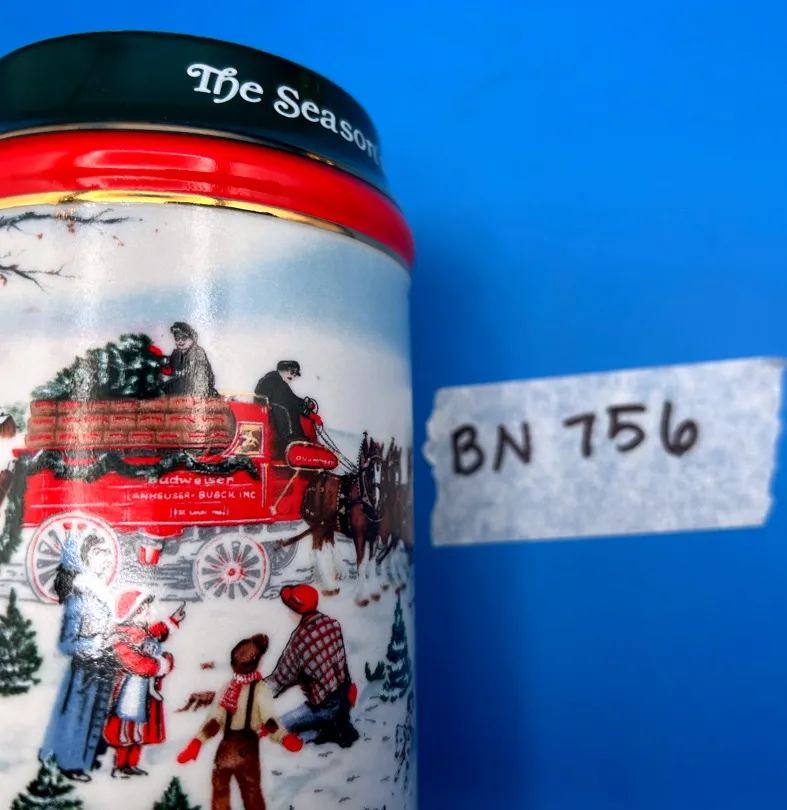 The Season
Budweiser
ANHEUSER-BUSCH INC
BN 756